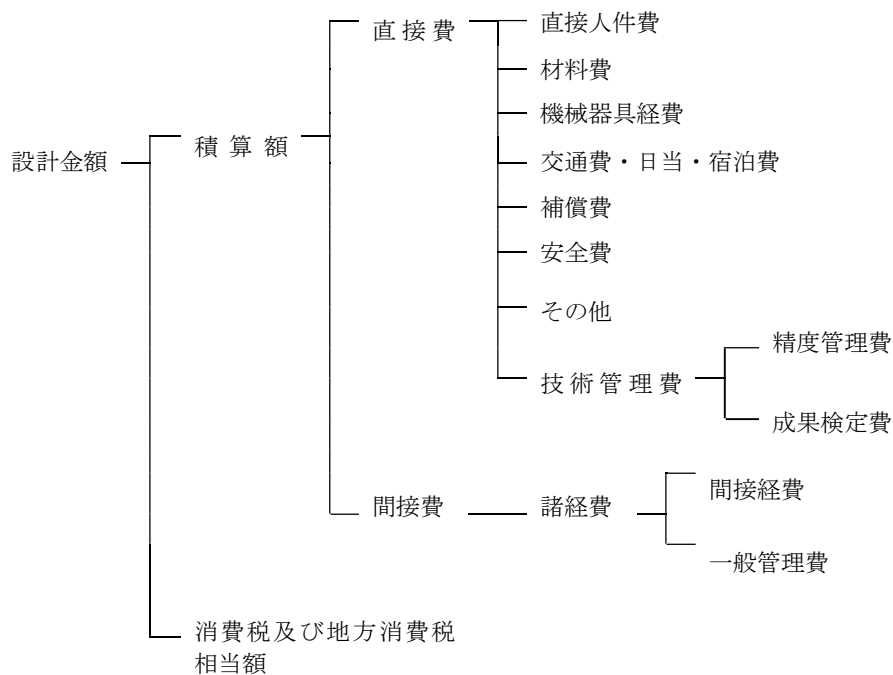 設計金額
積算額
直接費
直接人件費
材料費
機械器具経費
交通費・日当・宿泊費
補償費
安全費
その他
技術管理費
精度管理費
成果検定費
間接費
諸経費
間接経費
一般管理費
消費税及び地方消費税
相当額